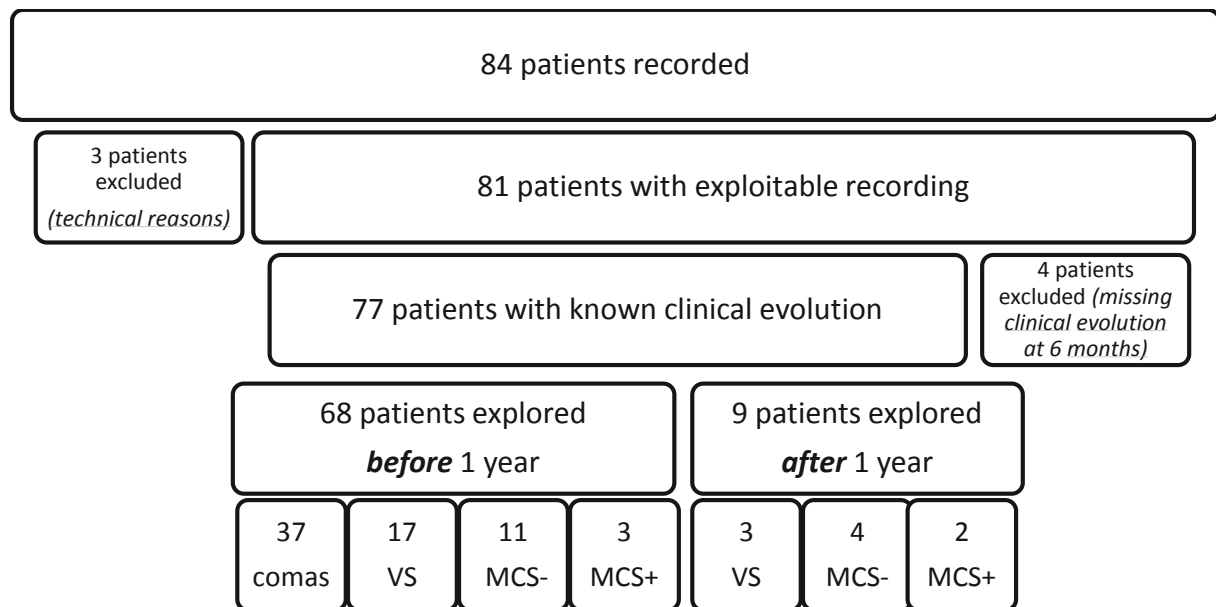 84 patients recorded
3 patients
excluded
(technical reasons)
81 patients with exploitable recording
77 patients with known clinical evolution
4 patients
excluded (missing
clinical evolution
at 6 months)
68 patients explored
before 1 year
9 patients explored
after 1 year
37
comas
17
VS
11
MCS-
3
MCS+
3
VS
4
MCS-
2
MCS+